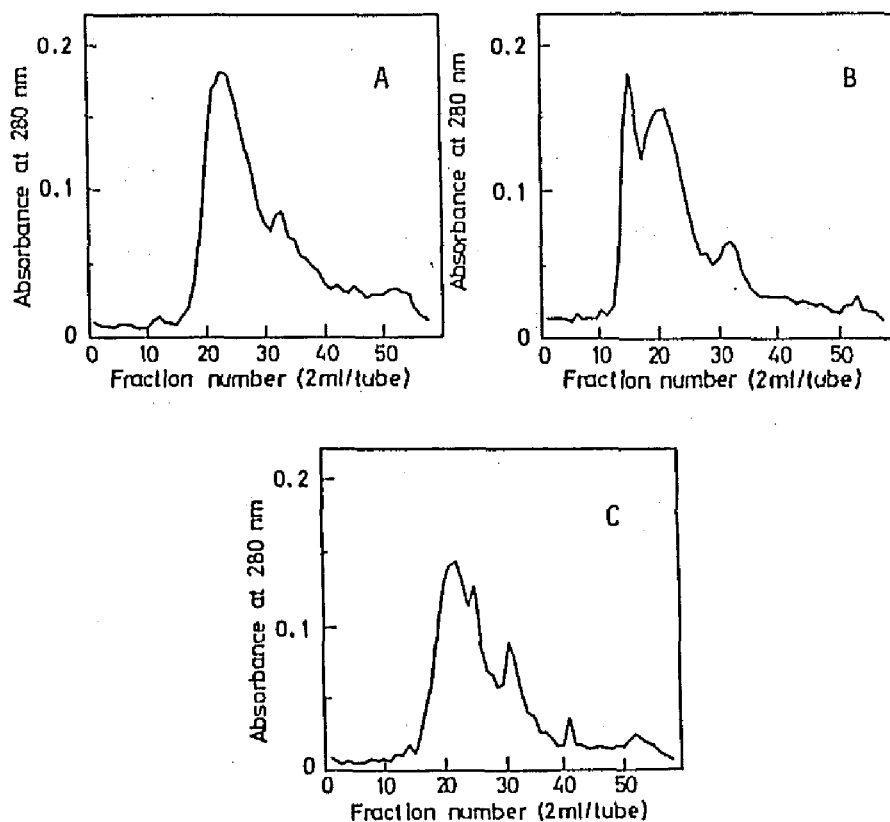 A
Absorbance at 280 nm
0.2
0.1
0
0 10 20 30 40 50
Fraction number (2ml/tube)
B
Absorbance at 280 nm
0.2
0.1
0
0 10 20 30 40 50
Fraction number (2ml/tube)
C
Absorbance at 280 nm
0.2
0.1
0
0 10 20 30 40 50
Fraction number (2ml/tube)